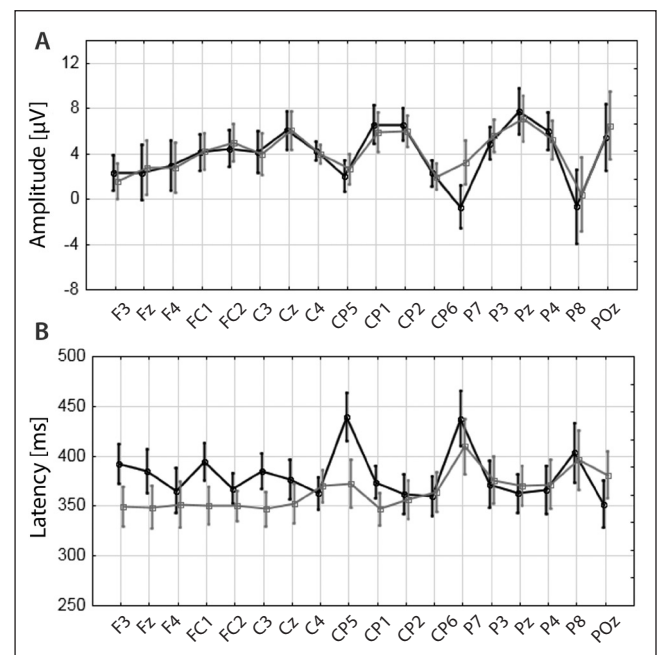 A
Amplitude [µV]
12
8
4
0
-4
-8
F3 Fz F4 FC1 FC2 C3 Cz C4 CP5 CP1 CP2 CP6 P7 P3 Pz P4 P8 POz
B
Latency [ms]
500
450
400
350
300
250
F3 Fz F4 FC1 FC2 C3 Cz C4 CP5 CP1 CP2 CP6 P7 P3 Pz P4 P8 POz